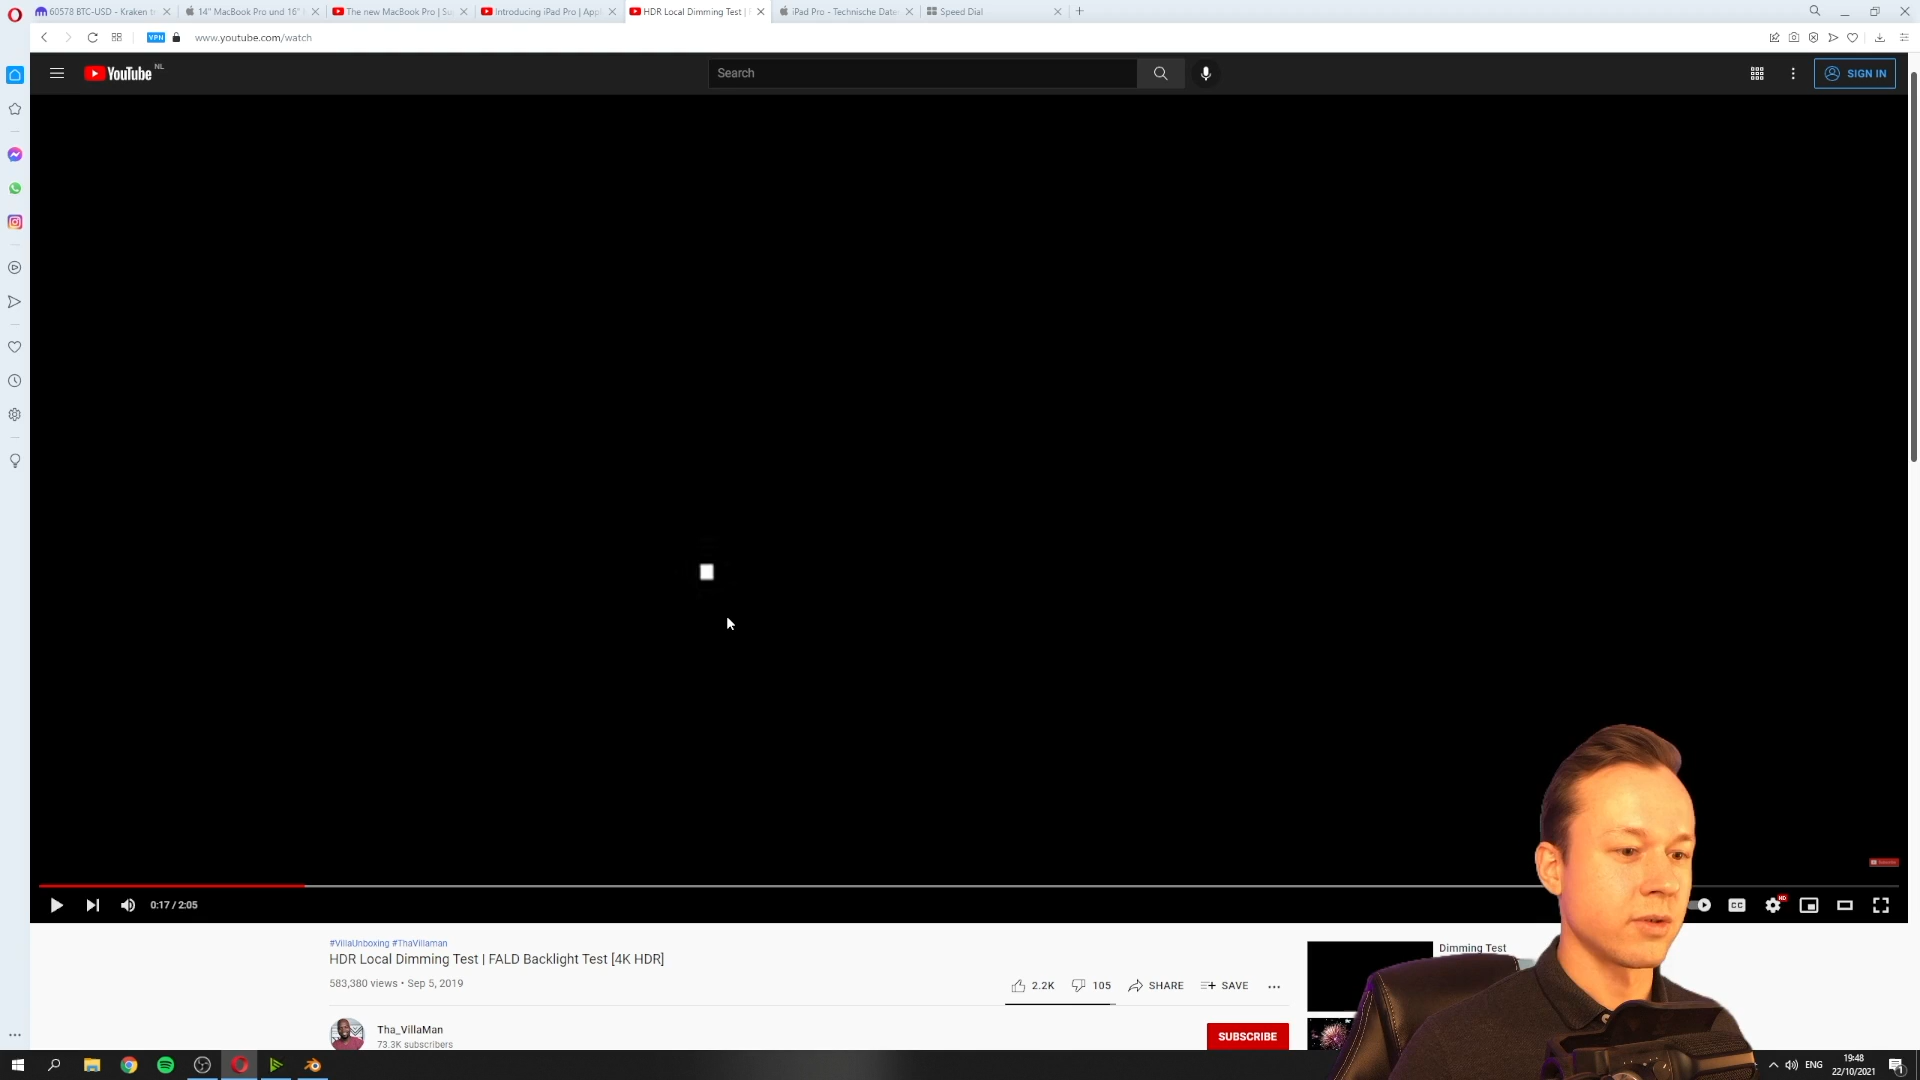 60578 BTC-USD - Kraken t
14" MacBook Pro und 16"
The new MacBook Pro | Su
Introducing iPad Pro | Appl
HDR Local Dimming Test |
iPad Pro - Technische Date
Speed Dial
VPN
www.youtube.com/watch
YouTube NL
Search
SIGN IN
0:17 / 2:05
CC
HD
#VillaUnboxing #ThaVillaman
HDR Local Dimming Test | FALD Backlight Test [4K HDR]
583,380 views • Sep 5, 2019
2.2K
105
SHARE
SAVE
Tha_VillaMan
73.3K subscribers
SUBSCRIBE
Dimming Test
ENG
19:48
22/10/2021
1